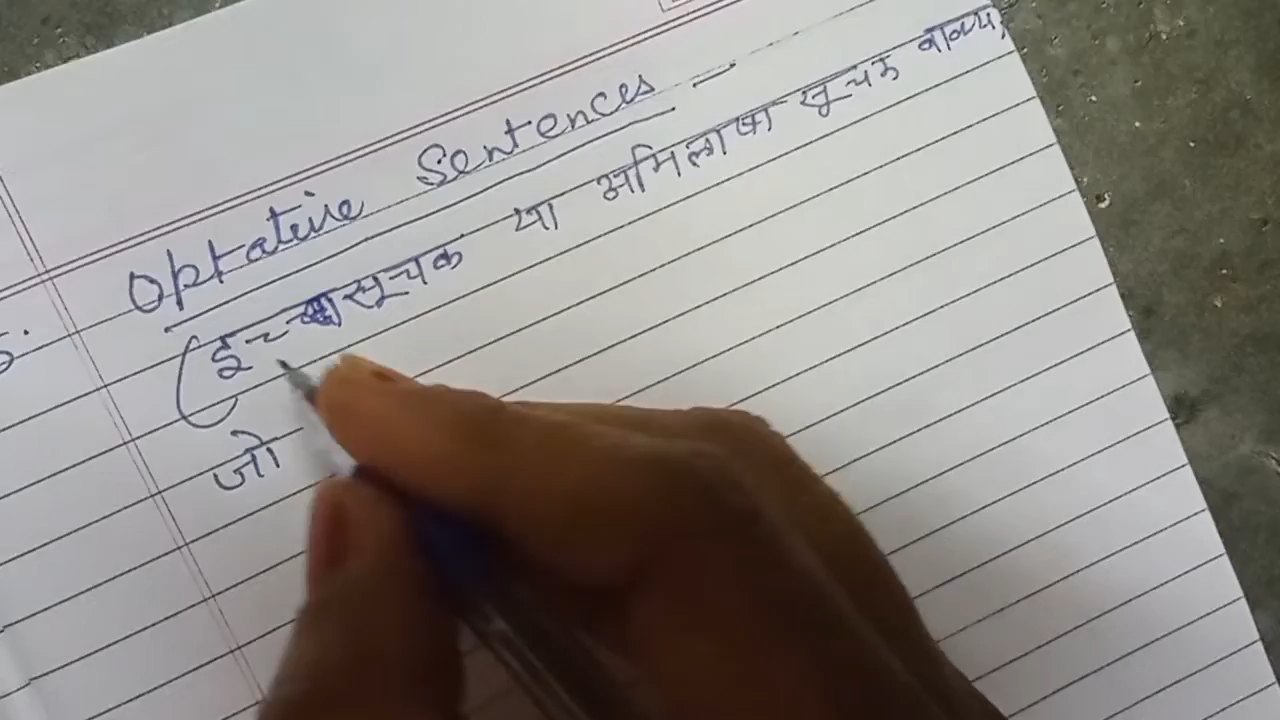 Optative Sentences -
(इच्छासूचक या अभिलाषा सूचक वाक्य,
जो